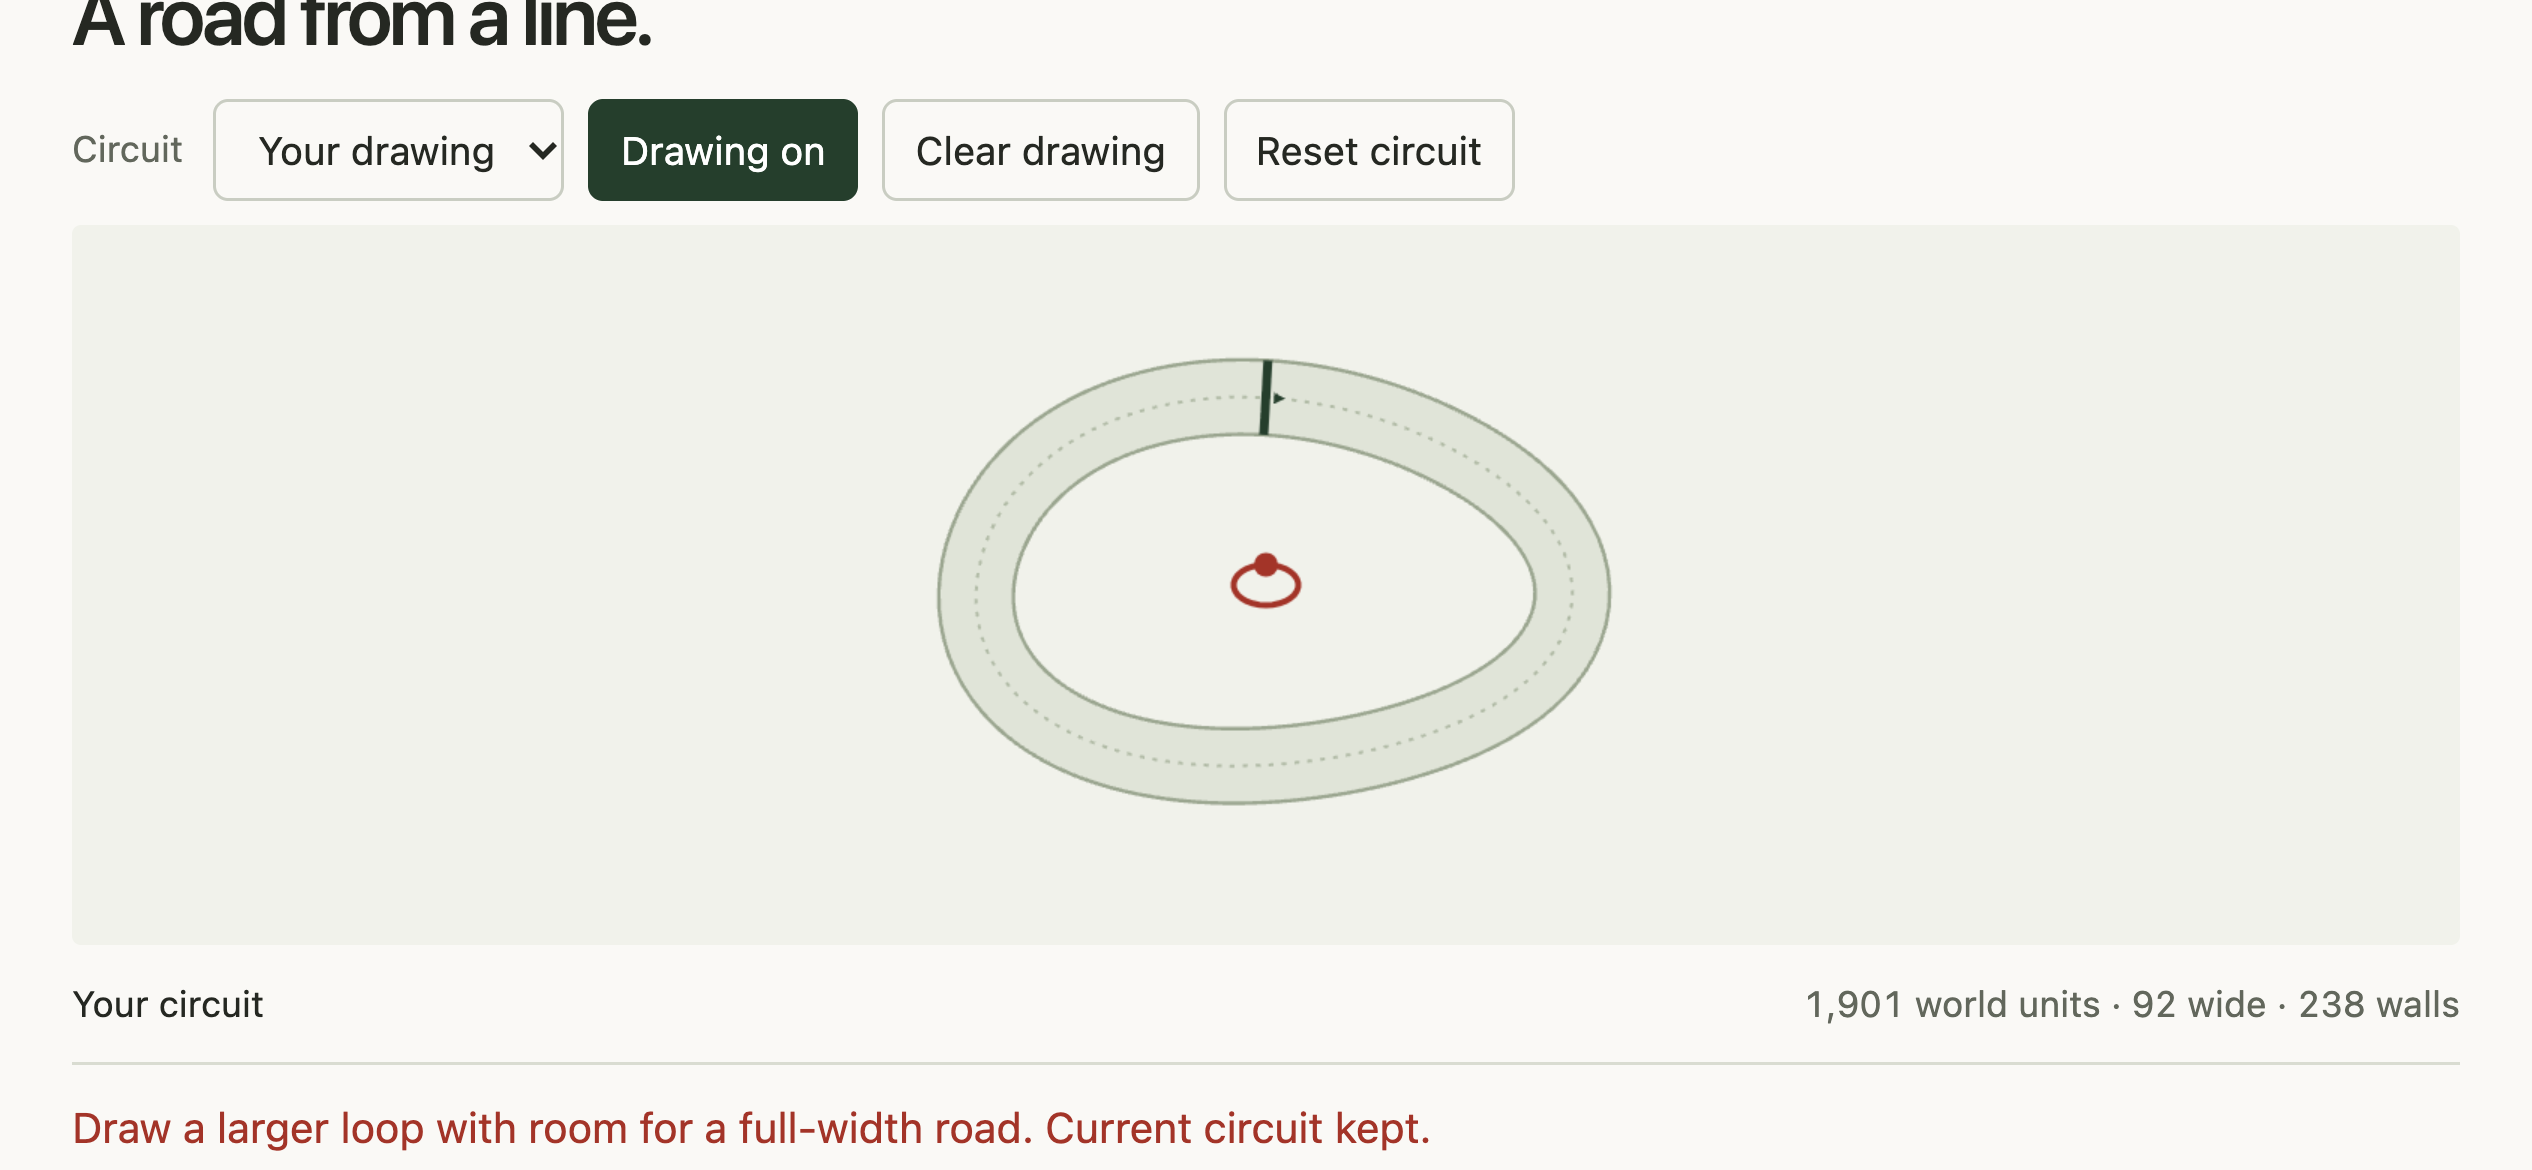 A road from a line.
Circuit Your drawing Drawing on Clear drawing Reset circuit
Your circuit 1,901 world units · 92 wide · 238 walls
Draw a larger loop with room for a full-width road. Current circuit kept.